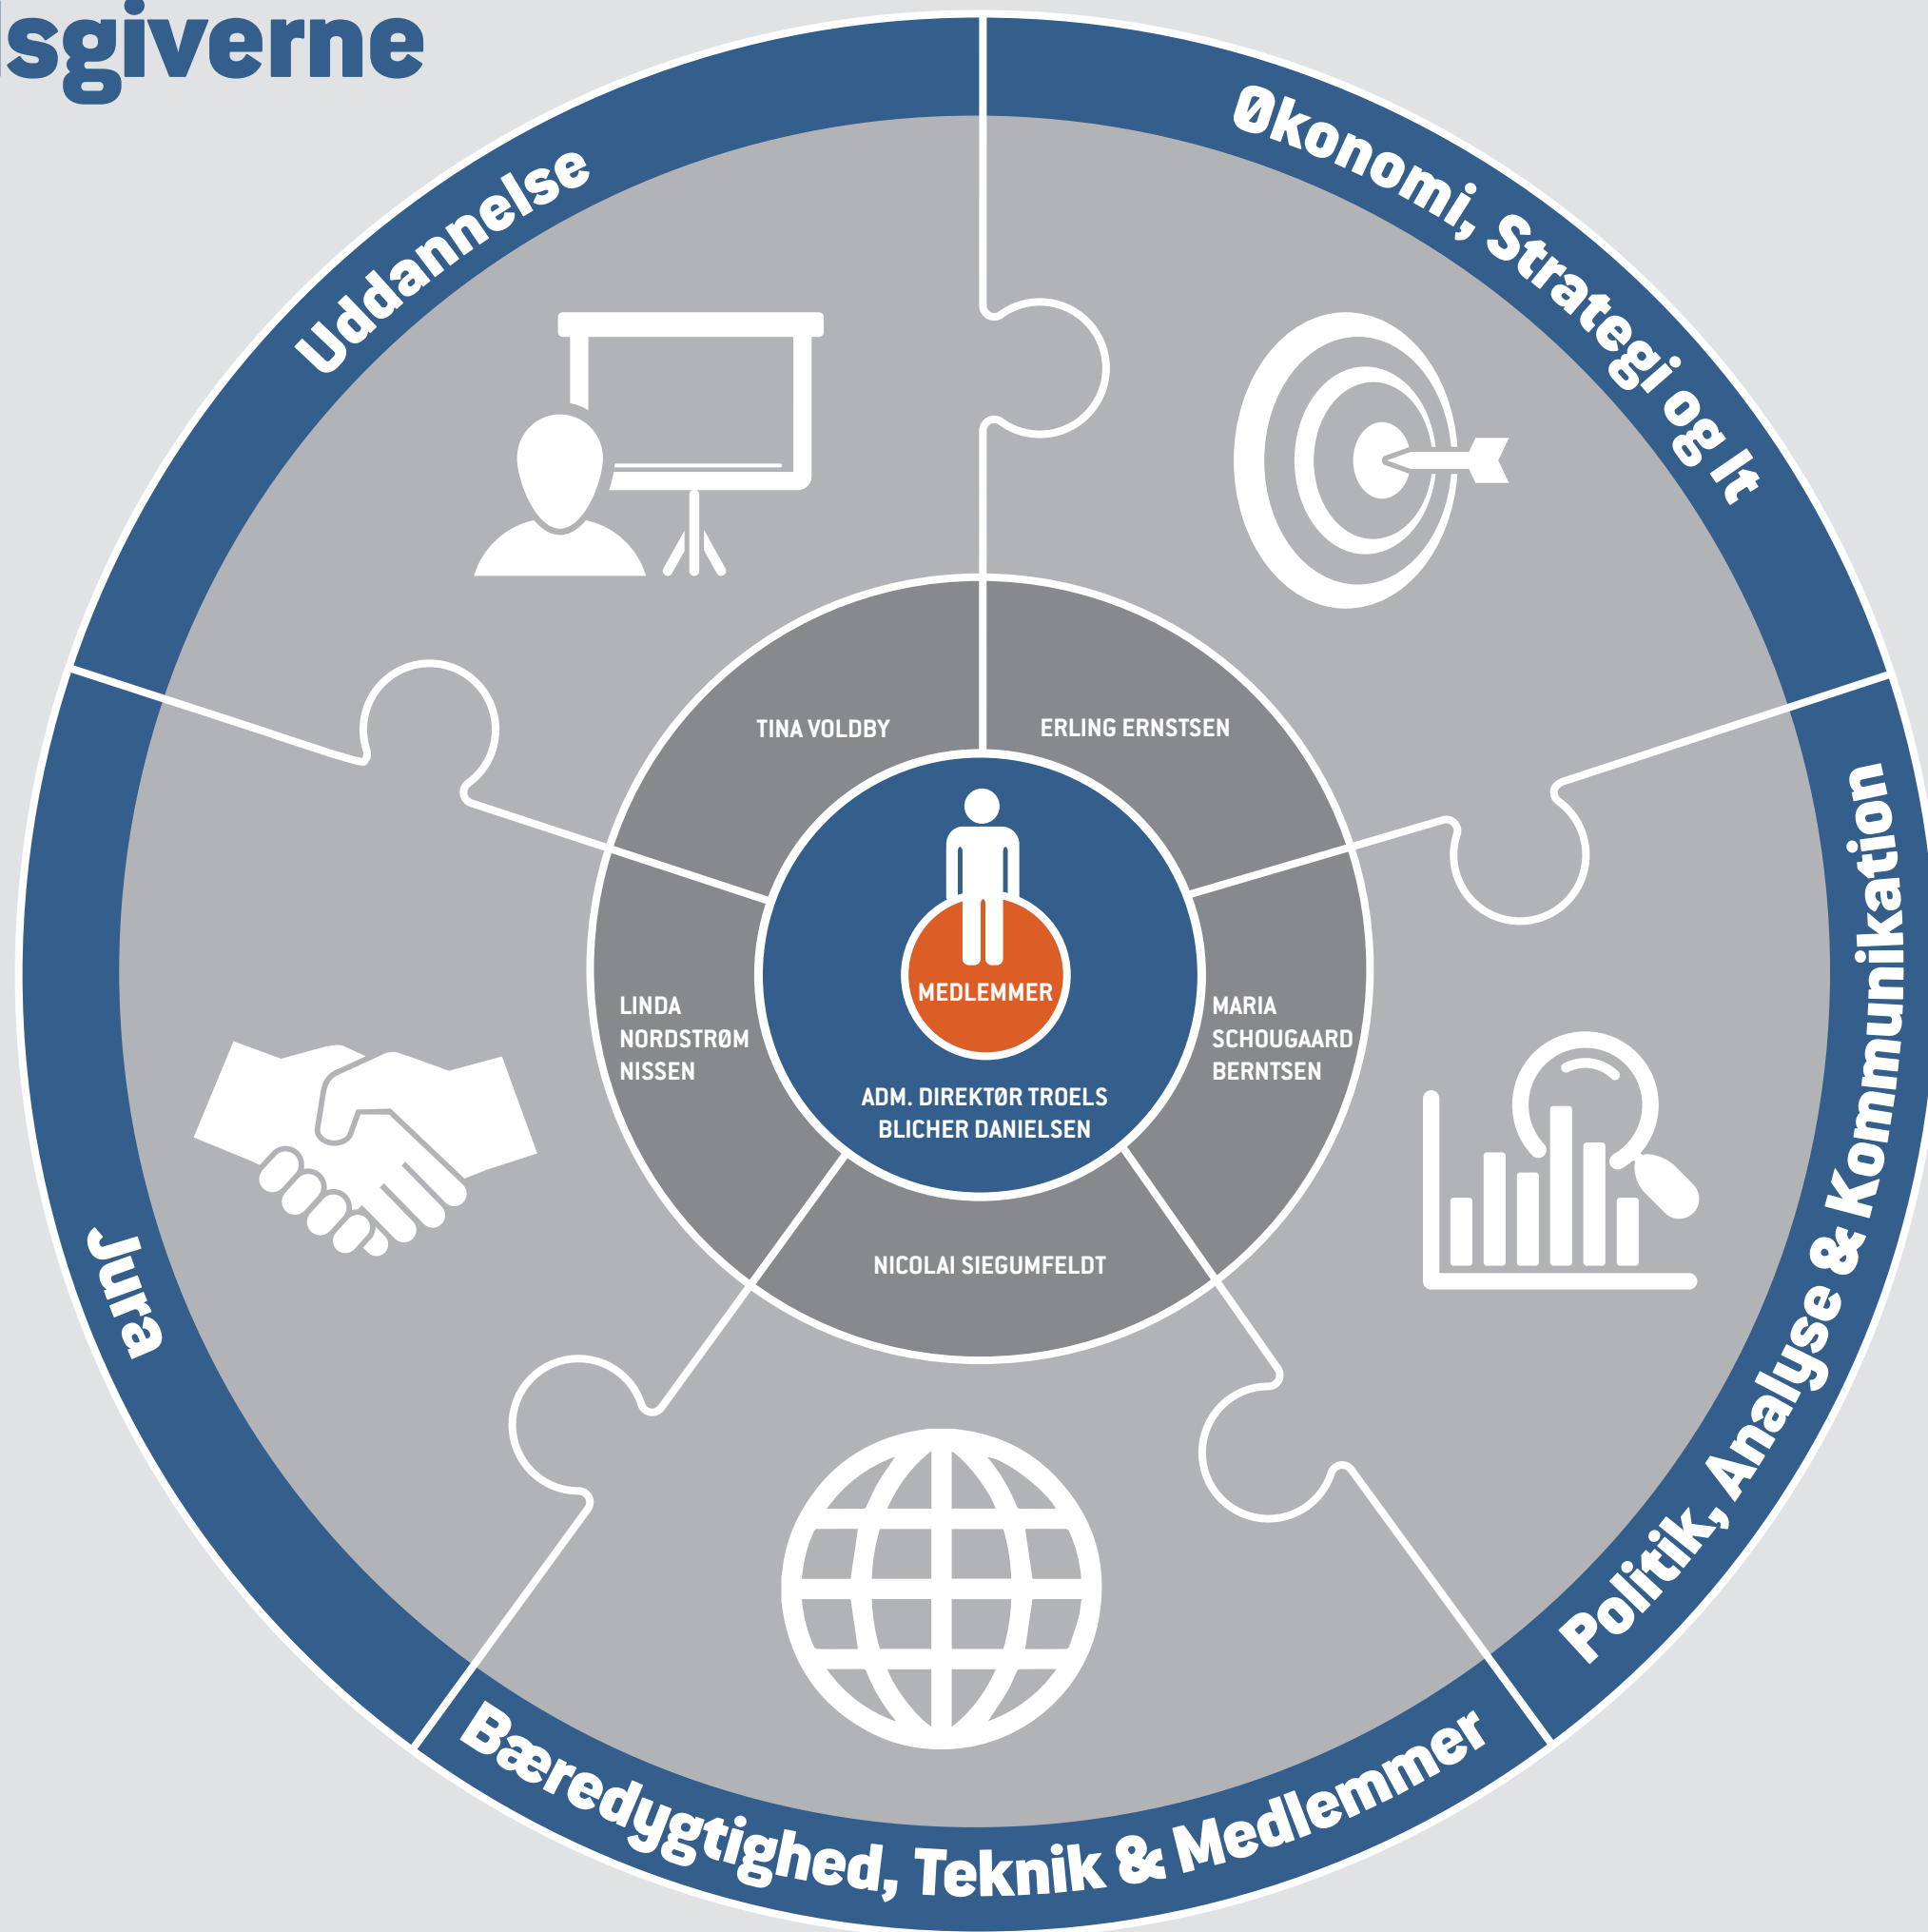 sgiverne
Uddannelse
Økonomi, Strategi og It
TINA VOLDBY
ERLING ERNSTSEN
MEDLEMMER
LINDA
NORDSTRØM
NISSEN
MARIA
SCHOUGAARD
BERNTSEN
ADM. DIREKTØR TROELS
BLICHER DANIELSEN
NICOLAI SIEGUMFELDT
Jura
Politik, Analyse & Kommunikation
Bæredygtighed, Teknik & Medlemmer